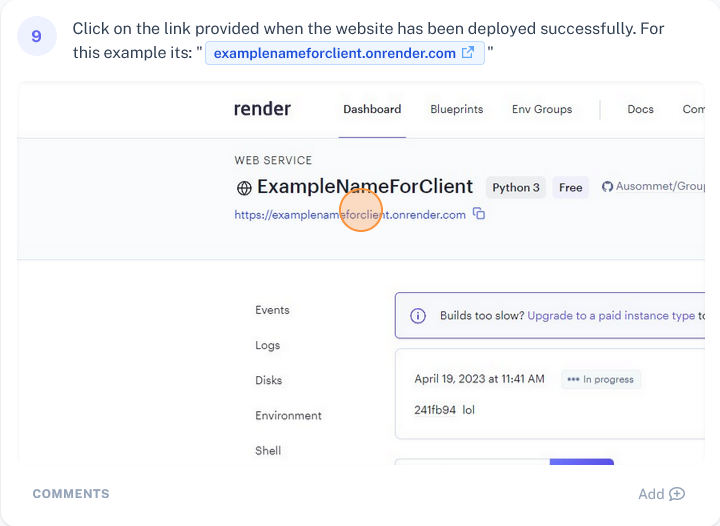 9
Click on the link provided when the website has been deployed successfully. For
this example its: " examplenameforclient.onrender.com "
render Dashboard Blueprints Env Groups Docs Com
WEB SERVICE
ExampleNameForClient Python 3 Free Ausommet/Group
https://examplenameforclient.onrender.com
Events
Builds too slow? Upgrade to a paid instance type to
Logs
Disks
April 19, 2023 at 11:41 AM ••• In progress
241fb94 lol
Environment
Shell
COMMENTS Add